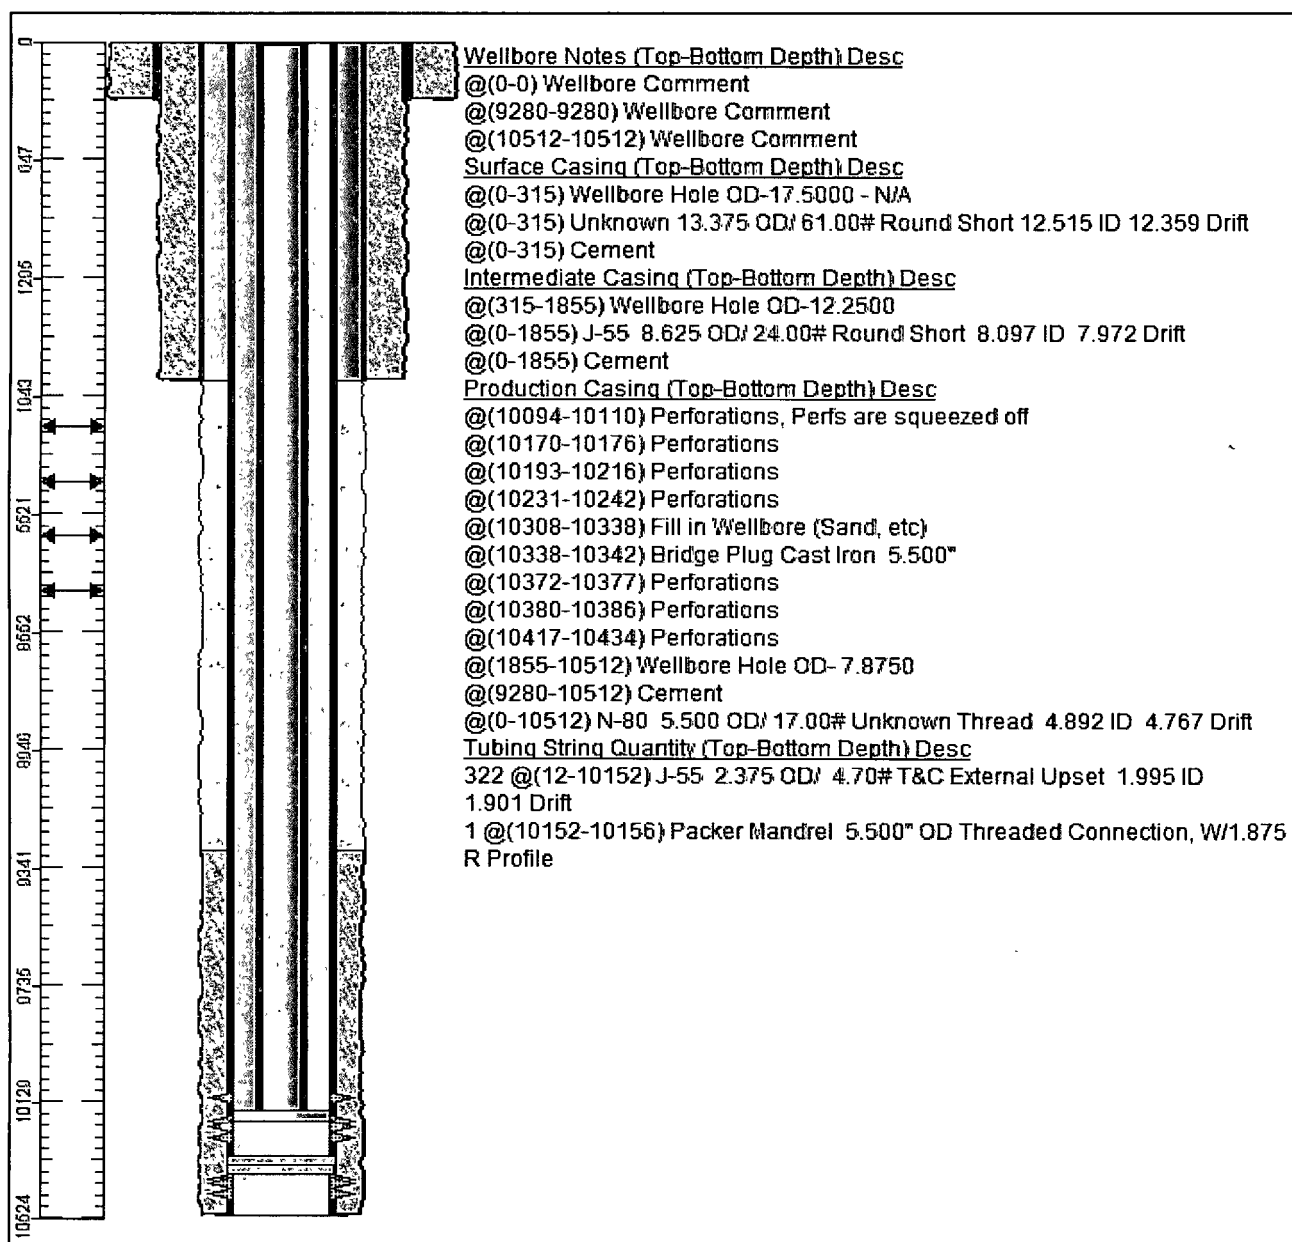 Wellbore Notes (Top-Bottom Depth) Desc
@(0-0) Wellbore Comment
@(9280-9280) Wellbore Comment
@(10512-10512) Wellbore Comment
Surface Casing (Top-Bottom Depth) Desc
@(0-315) Wellbore Hole OD-17.5000 - N/A
@(0-315) Unknown 13.375 OD/ 61.00# Round Short 12.515 ID 12.359 Drift
@(0-315) Cement
Intermediate Casing (Top-Bottom Depth) Desc
@(315-1855) Wellbore Hole OD-12.2500
@(0-1855) J-55 8.625 OD/ 24.00# Round Short 8.097 ID 7.972 Drift
@(0-1855) Cement
Production Casing (Top-Bottom Depth) Desc
@(10094-10110) Perforations, Perfs are squeezed off
@(10170-10176) Perforations
@(10193-10216) Perforations
@(10231-10242) Perforations
@(10308-10338) Fill in Wellbore (Sand, etc)
@(10338-10342) Bridge Plug Cast Iron 5.500"
@(10372-10377) Perforations
@(10380-10386) Perforations
@(10417-10434) Perforations
@(1855-10512) Wellbore Hole OD- 7.8750
@(9280-10512) Cement
@(0-10512) N-80 5.500 OD/ 17.00# Unknown Thread 4.892 ID 4.767 Drift
Tubing String Quantity (Top-Bottom Depth) Desc
322 @(12-10152) J-55 2.375 OD/ 4.70# T&C External Upset 1.995 ID
1.901 Drift
1 @(10152-10156) Packer Mandrel 5.500" OD Threaded Connection, W/1.875
R Profile
0
1295
8946
9341
9735
10129
10524